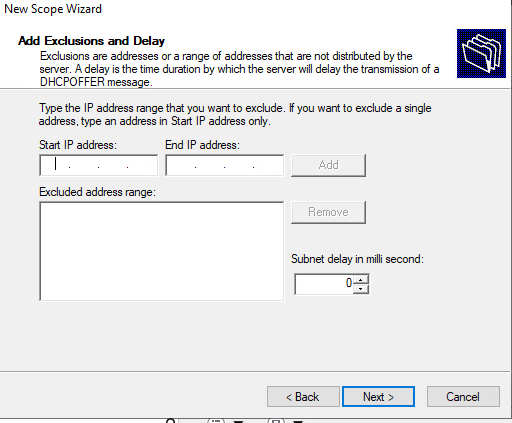 New Scope Wizard
Add Exclusions and Delay
Exclusions are addresses or a range of addresses that are not distributed by the
server. A delay is the time duration by which the server will delay the transmission of a
DHCPOFFER message.
Type the IP address range that you want to exclude. If you want to exclude a single
address, type an address in Start IP address only.
Start IP address:
End IP address:
Add
Excluded address range:
Remove
Subnet delay in milli second:
0
< Back
Next >
Cancel